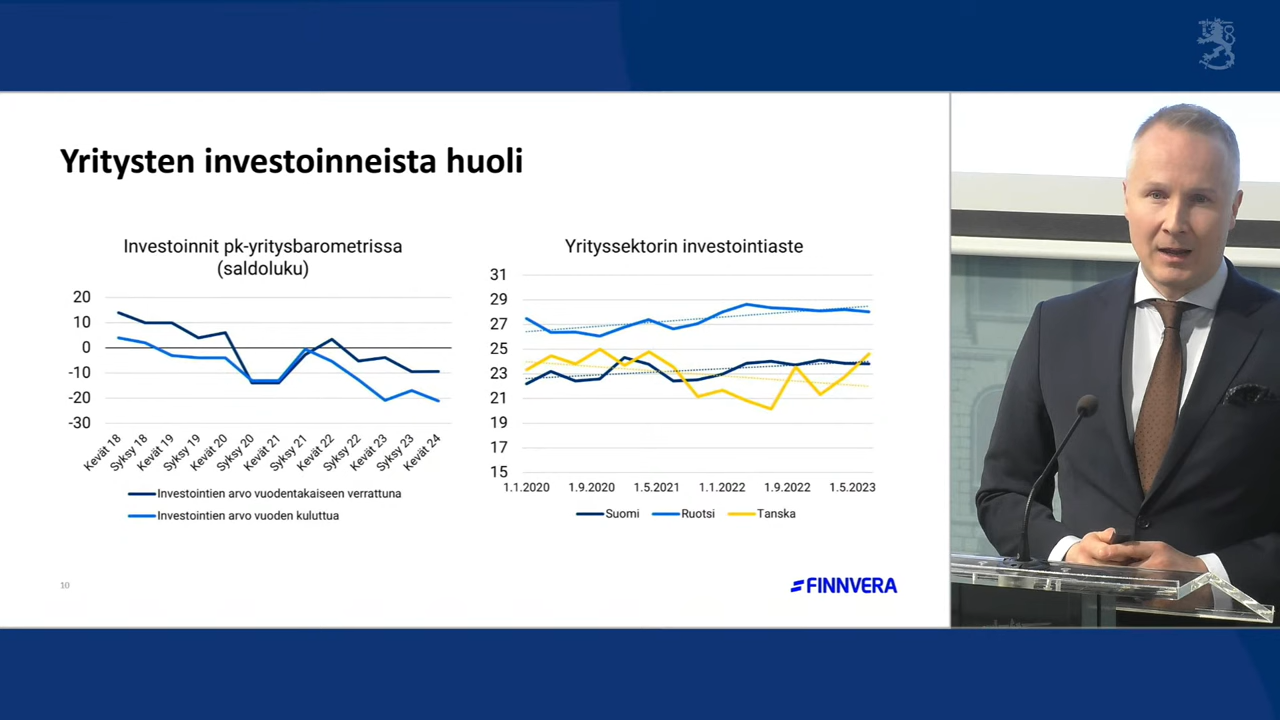 Yritysten investoinneista huoli
Investoinnit pk-yritysbarometrissa
(saldoluku)
20
10
0
-10
-20
-30
Kevät 18
Syksy 18
Kevät 19
Syksy 19
Kevät 20
Syksy 20
Kevät 21
Syksy 21
Kevät 22
Syksy 22
Kevät 23
Syksy 23
Kevät 24
Investointien arvo vuodentakaiseen verrattuna
Investointien arvo vuoden kuluttua
Yrityssektorin investointiaste
31
29
27
25
23
21
19
17
15
1.1.2020 1.9.2020 1.5.2021 1.1.2022 1.9.2022 1.5.2023
Suomi Ruotsi Tanska
10
FINNVERA